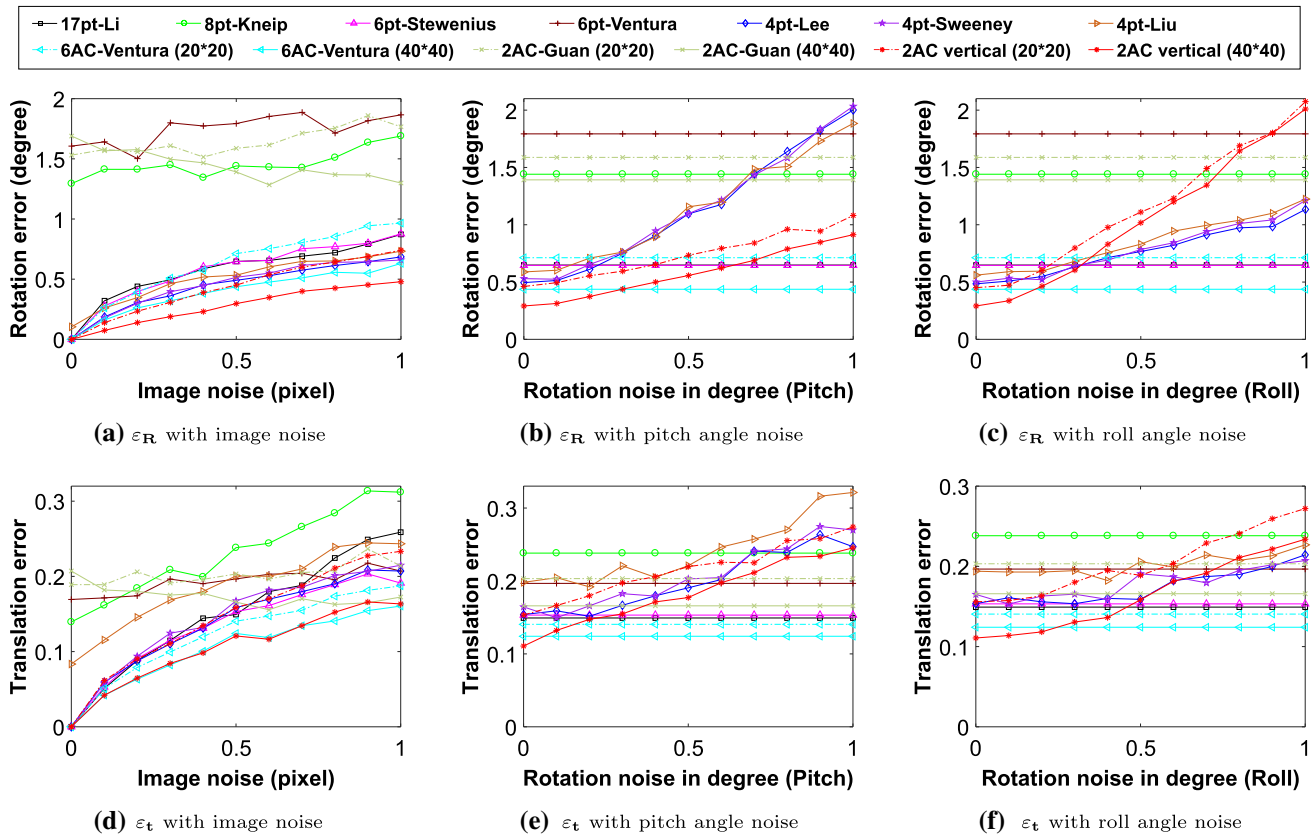 17pt-Li 8pt-Kneip 6pt-Stewenius 6pt-Ventura 4pt-Lee 4pt-Sweeney 4pt-Liu
6AC-Ventura (20*20) 6AC-Ventura (40*40) 2AC-Guan (20*20) 2AC-Guan (40*40) 2AC vertical (20*20) 2AC vertical (40*40)
Rotation error (degree)
2
1.5
1
0.5
0
0 0.5 1
Image noise (pixel)
(a) εR with image noise
Rotation error (degree)
2
1.5
1
0.5
0
0 0.5 1
Rotation noise in degree (Pitch)
(b) εR with pitch angle noise
Rotation error (degree)
2
1.5
1
0.5
0
0 0.5 1
Rotation noise in degree (Roll)
(c) εR with roll angle noise
Translation error
0.3
0.2
0.1
0
0 0.5 1
Image noise (pixel)
(d) εt with image noise
Translation error
0.3
0.2
0.1
0
0 0.5 1
Rotation noise in degree (Pitch)
(e) εt with pitch angle noise
Translation error
0.3
0.2
0.1
0
0 0.5 1
Rotation noise in degree (Roll)
(f) εt with roll angle noise